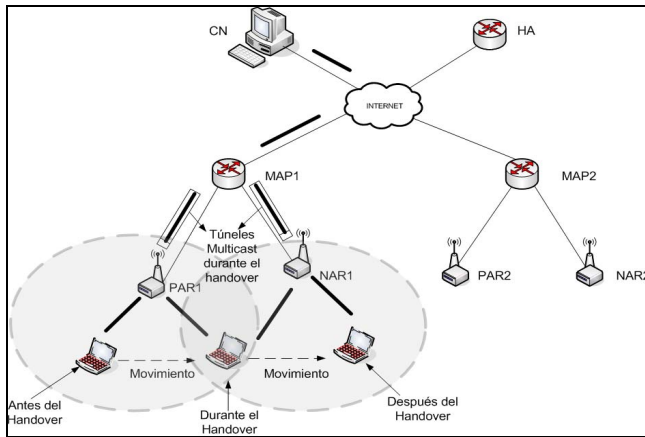 CN
HA
INTERNET
MAP1
MAP2
Túneles
Multicast
durante el
handover
PAR1
NAR1
PAR2
NAR2
Movimiento
Movimiento
Antes del
Handover
Durante el
Handover
Después del
Handover